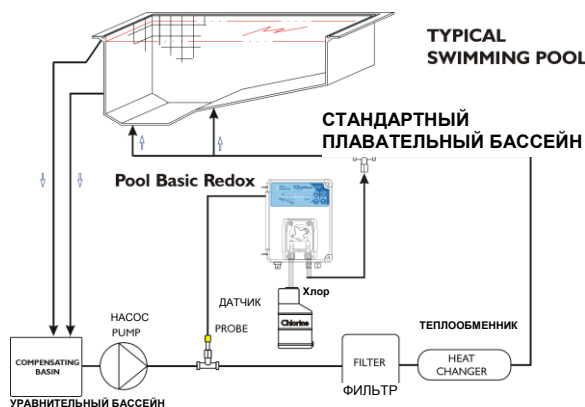 TYPICAL
SWIMMING POOL
СТАНДАРТНЫЙ
ПЛАВАТЕЛЬНЫЙ БАССЕЙН
Pool Basic Redox
Хлор
ДАТЧИК
PROBE
НАСОС
PUMP
Chlorine
ТЕПЛООБМЕННИК
COMPENSATING
BASIN
FILTER
HEAT
CHANGER
ФИЛЬТР
УРАВНИТЕЛЬНЫЙ БАССЕЙН